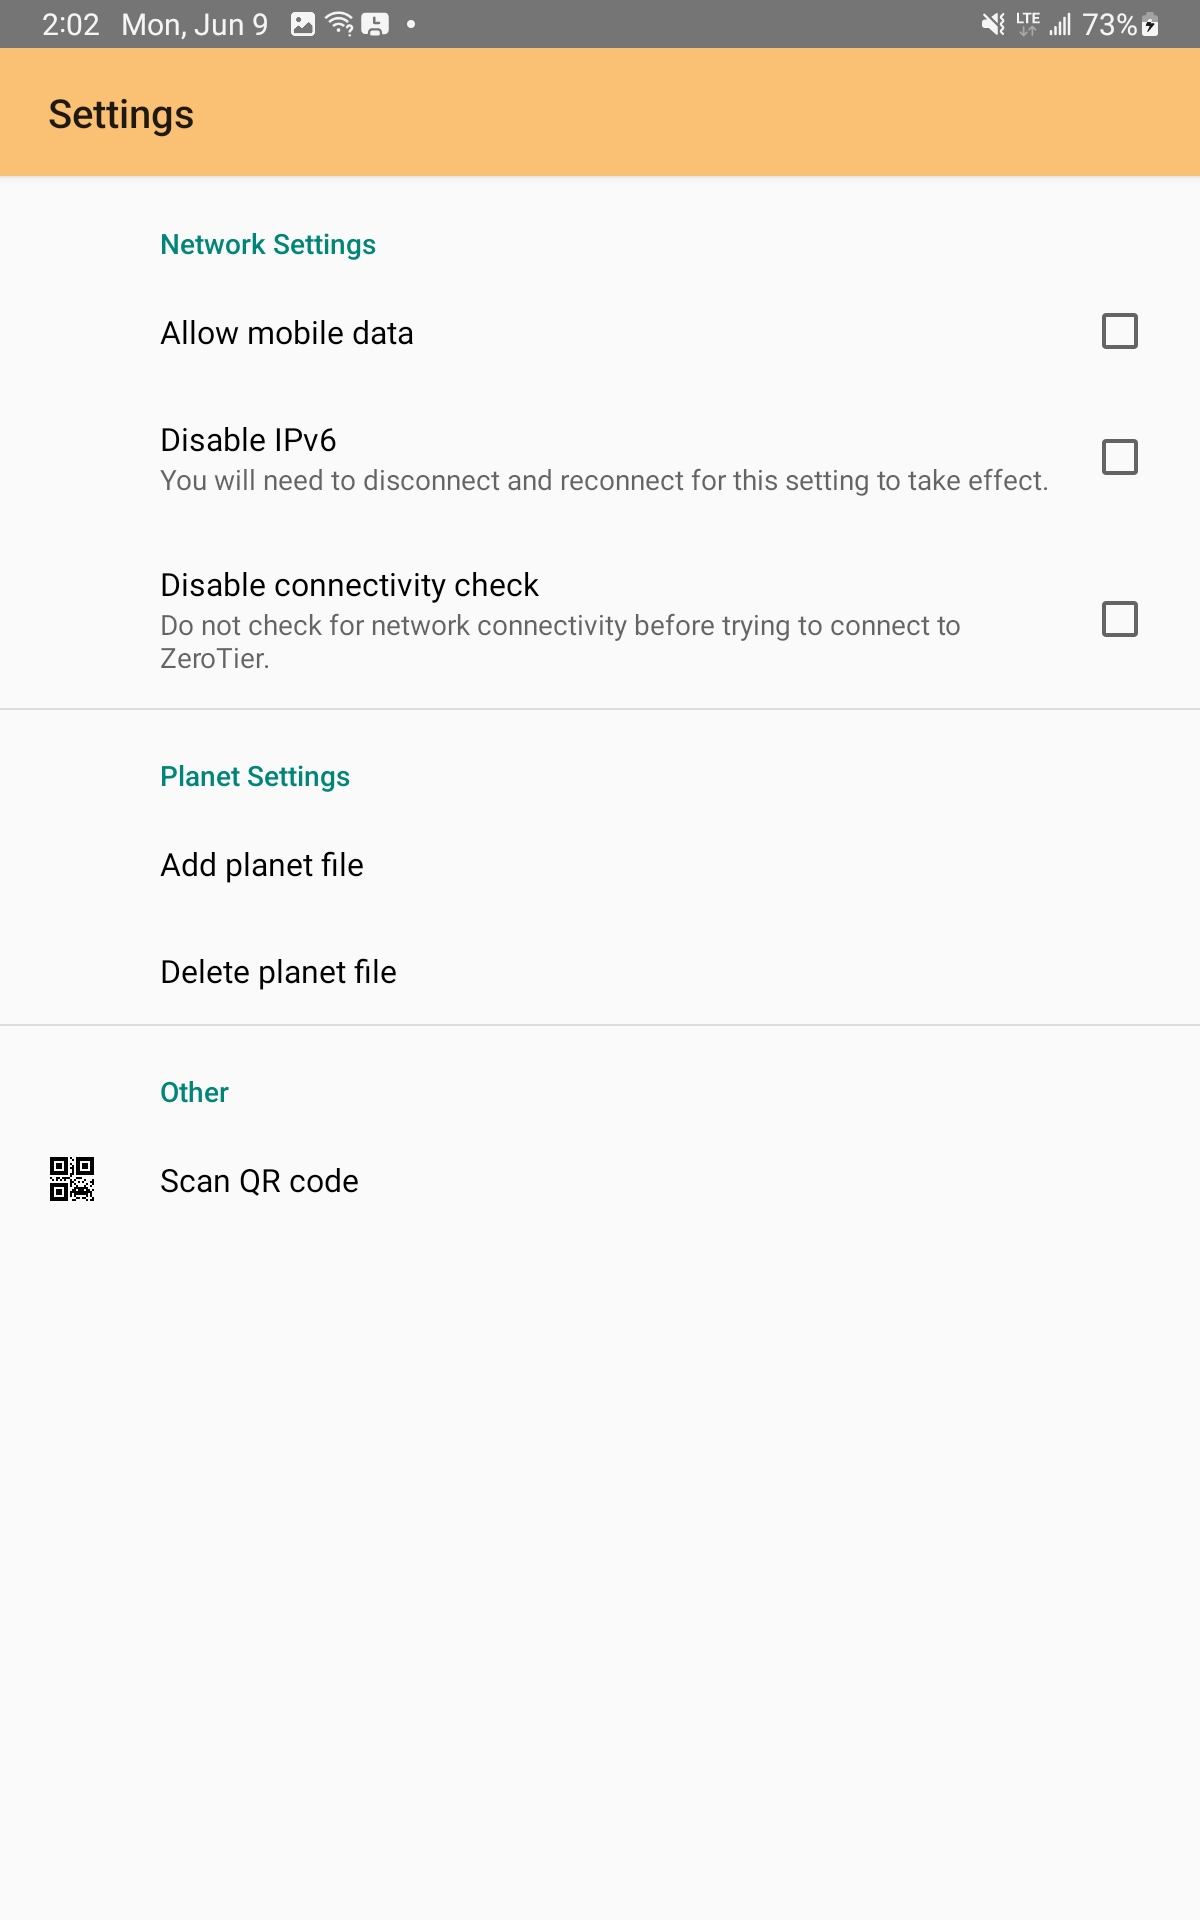 2:02 Mon, Jun 9 LTE 73%
Settings
Network Settings
Allow mobile data
Disable IPv6
You will need to disconnect and reconnect for this setting to take effect.
Disable connectivity check
Do not check for network connectivity before trying to connect to
ZeroTier.
Planet Settings
Add planet file
Delete planet file
Other
Scan QR code